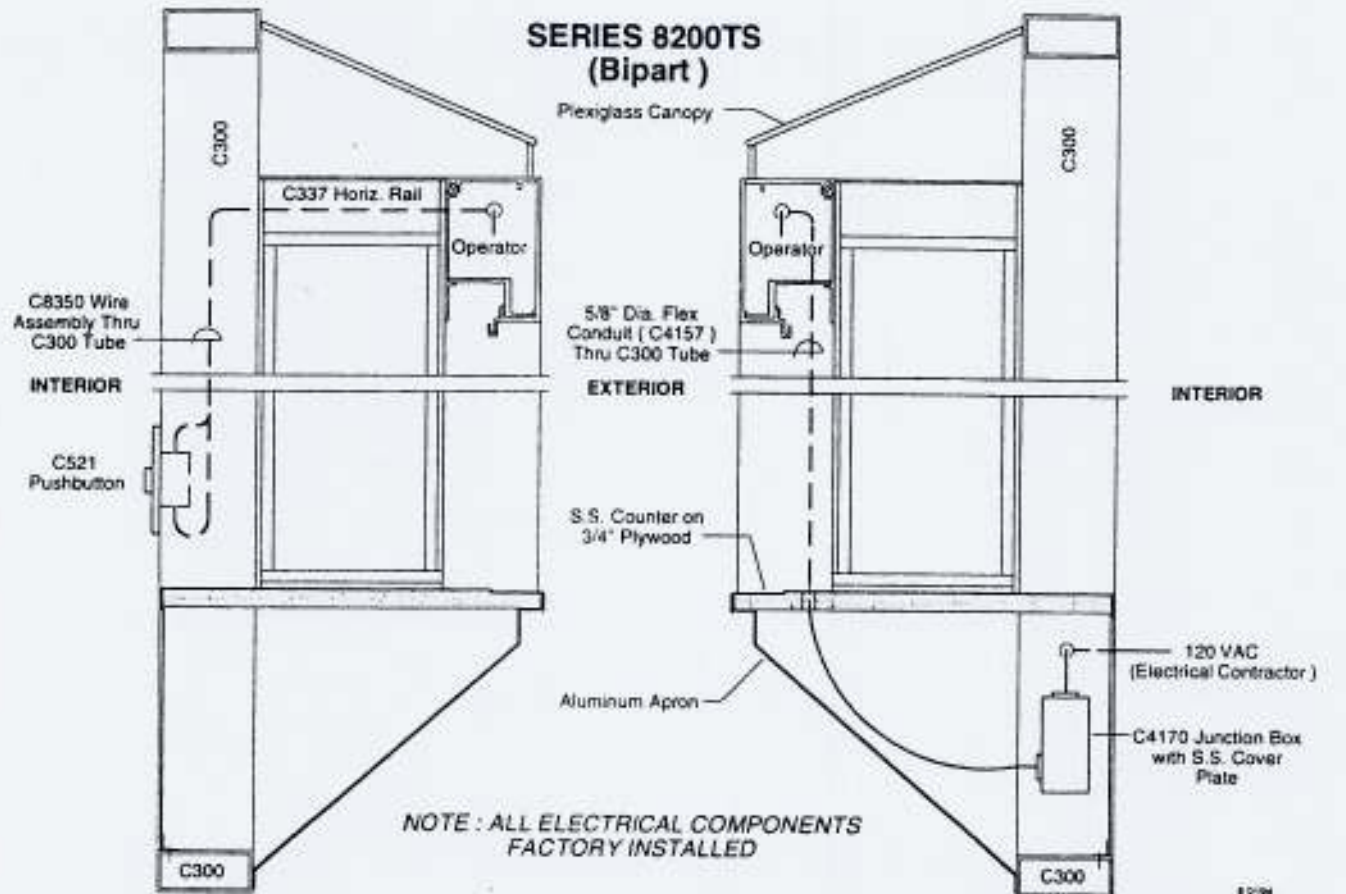 SERIES 8200TS
(Bipart )
Plexiglass Canopy
C300
C300
C337 Horiz. Rail
Operator
Operator
C8350 Wire
Assembly Thru
C300 Tube
5/8" Dia. Flex
Conduit ( C4157 )
Thru C300 Tube
INTERIOR
EXTERIOR
INTERIOR
C521
Pushbutton
S.S. Counter on
3/4" Plywood
120 VAC
(Electrical Contractor )
Aluminum Apron
C4170 Junction Box
with S.S. Cover
Plate
NOTE : ALL ELECTRICAL COMPONENTS
FACTORY INSTALLED
C300
C300